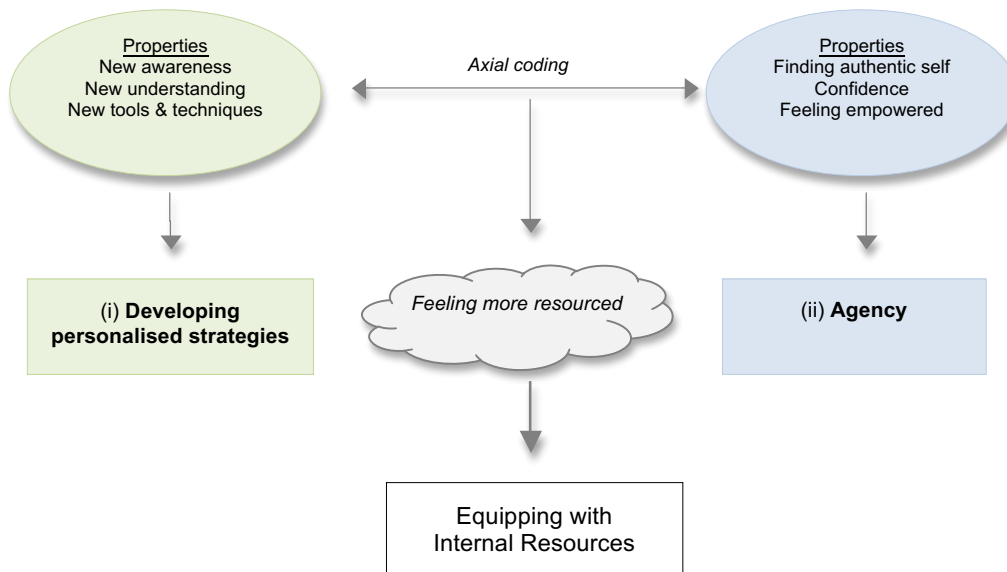 Properties
New awareness
New understanding
New tools & techniques
Axial coding
Properties
Finding authentic self
Confidence
Feeling empowered
(i) Developing
personalised strategies
Feeling more resourced
(ii) Agency
Equipping with
Internal Resources